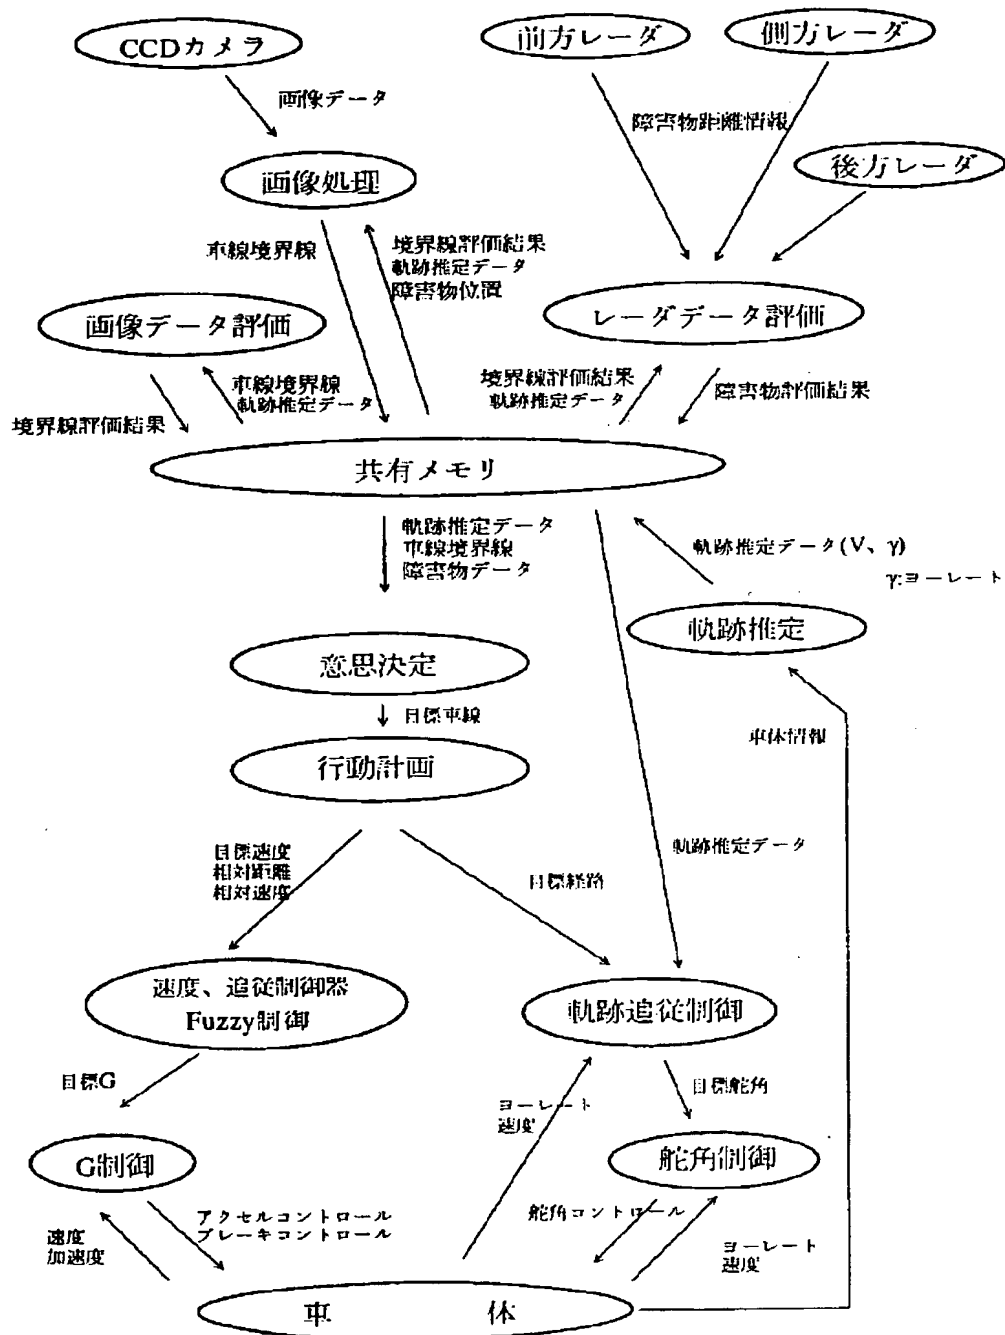 CCDカメラ
前方レーダ
側方レーダ
画像データ
障害物距離情報
後方レーダ
画像処理
車線境界線
境界線評価結果
軌跡推定データ
障害物位置
画像データ評価
レーダデータ評価
車線境界線
軌跡推定データ
境界線評価結果
境界線評価結果
軌跡推定データ
障害物評価結果
共有メモリ
軌跡推定データ
車線境界線
障害物データ
軌跡推定データ(V、γ)
γ:ヨーレート
軌跡推定
意思決定
目標車線
車体情報
行動計画
目標速度
相対距離
相対速度
目標経路
軌跡推定データ
速度、追従制御器
Fuzzy制御
軌跡追従制御
目標G
ヨーレート
速度
目標舵角
G制御
舵角制御
アクセルコントロール
ブレーキコントロール
速度
加速度
舵角コントロール
ヨーレート
速度
車 体